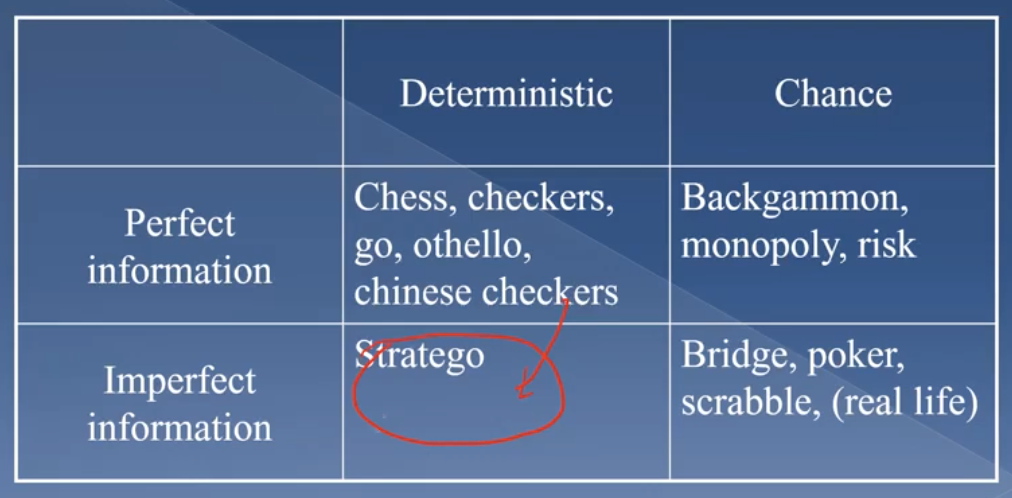 Deterministic
Chance
Perfect
information
Chess, checkers,
go, othello,
chinese checkers
Backgammon,
monopoly, risk
Imperfect
information
Stratego
Bridge, poker,
scrabble, (real life)